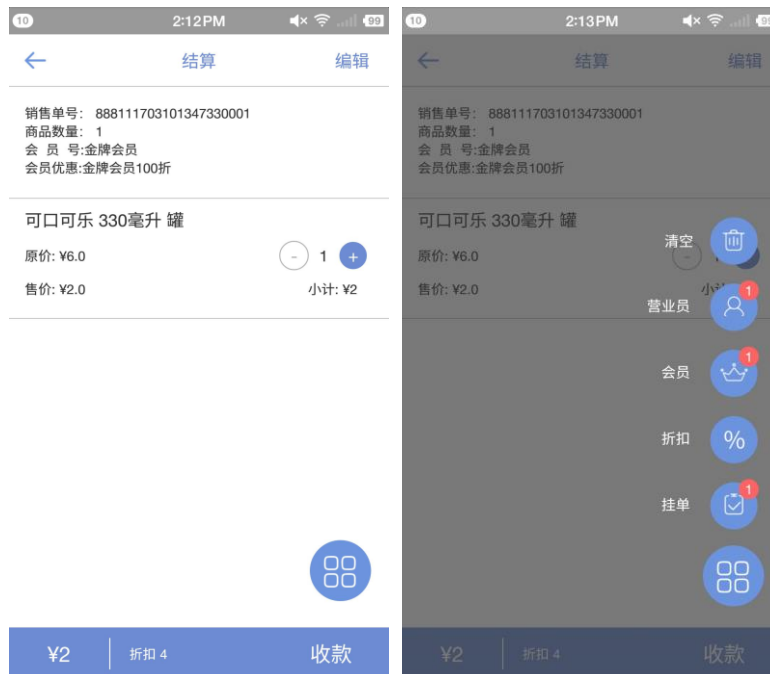 10
2:12PM
99
结算
编辑
销售单号: 888111703101347330001
商品数量: 1
会 员 号:金牌会员
会员优惠:金牌会员100折
可口可乐 330毫升 罐
原价: ¥6.0
- 1 +
售价: ¥2.0
小计: ¥2
¥2
折扣 4
收款
10
2:13PM
结算
编辑
销售单号: 888111703101347330001
商品数量: 1
会 员 号:金牌会员
会员优惠:金牌会员100折
可口可乐 330毫升 罐
清空
原价: ¥6.0
-
售价: ¥2.0
1
营业员
1
会员
%
折扣
1
挂单
¥2
折扣 4
收款